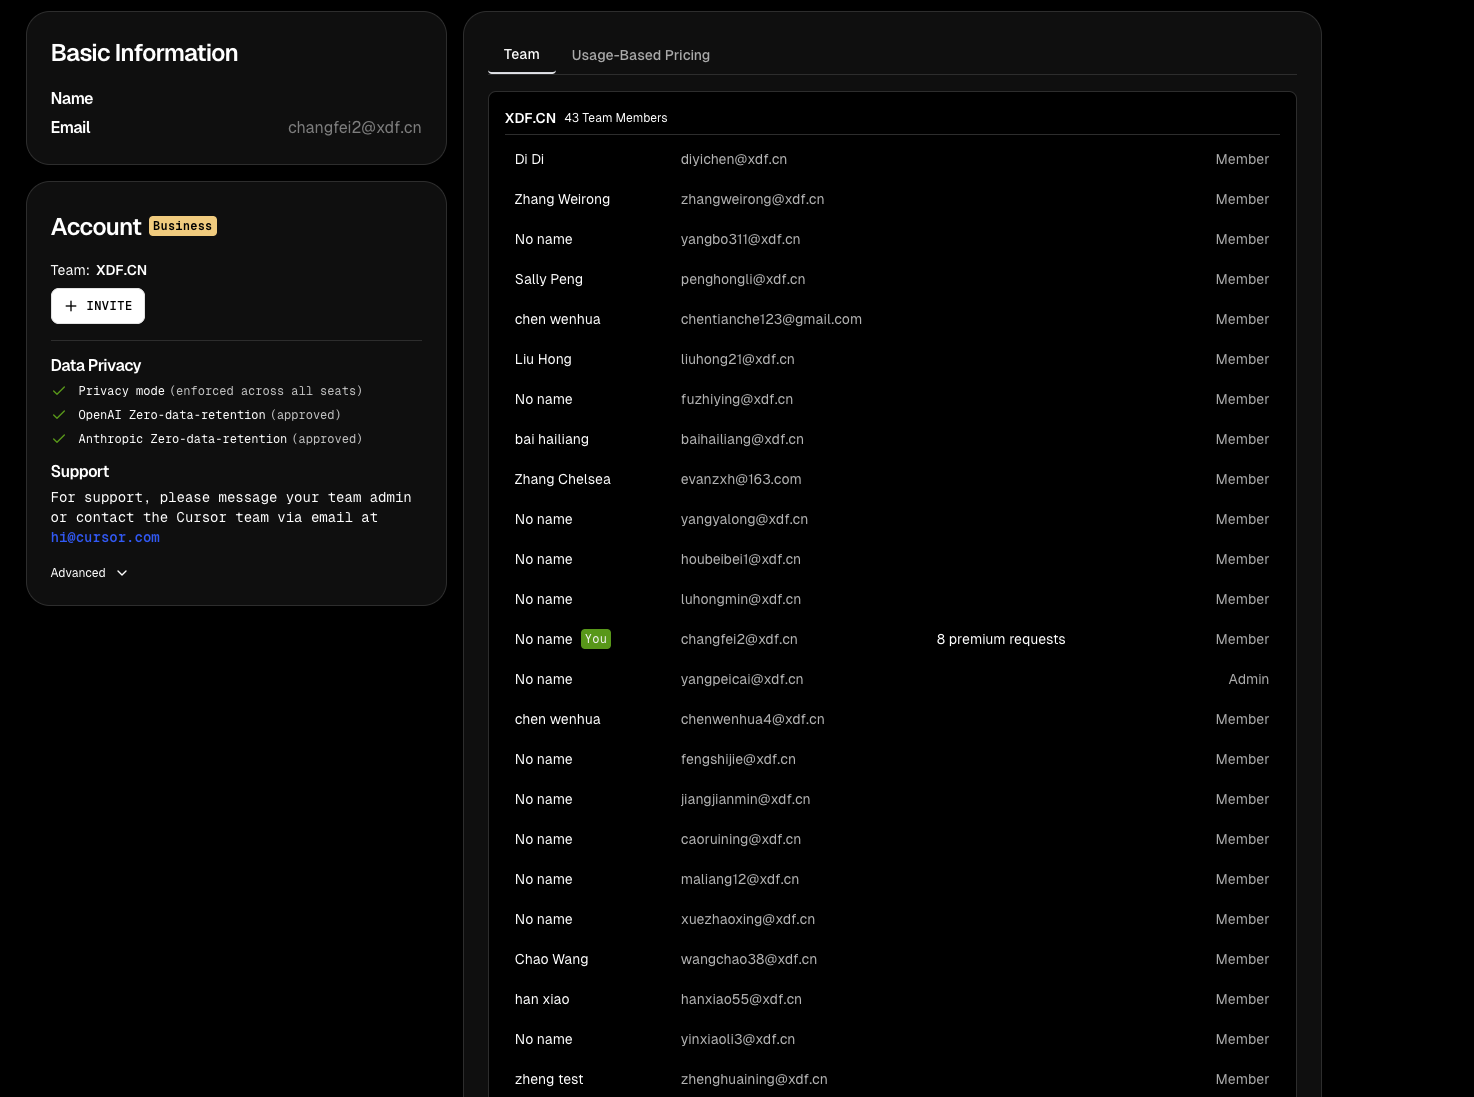 Basic Information
Name
Email changfei2@xdf.cn
Account Business
Team: XDF.CN
+ INVITE
Data Privacy
Privacy mode (enforced across all seats)
OpenAI Zero-data-retention (approved)
Anthropic Zero-data-retention (approved)
Support
For support, please message your team admin
or contact the Cursor team via email at
hi@cursor.com
Advanced
Team Usage-Based Pricing
XDF.CN 43 Team Members
Di Di diyichen@xdf.cn Member
Zhang Weirong zhangweirong@xdf.cn Member
No name yangbo311@xdf.cn Member
Sally Peng penghongli@xdf.cn Member
chen wenhua chentianche123@gmail.com Member
Liu Hong liuhong21@xdf.cn Member
No name fuzhiying@xdf.cn Member
bai hailiang baihailiang@xdf.cn Member
Zhang Chelsea evanzxh@163.com Member
No name yangyalong@xdf.cn Member
No name houbeibei1@xdf.cn Member
No name luhongmin@xdf.cn Member
No name You changfei2@xdf.cn 8 premium requests Member
No name yangpeicai@xdf.cn Admin
chen wenhua chenwenhua4@xdf.cn Member
No name fengshijie@xdf.cn Member
No name jiangjianmin@xdf.cn Member
No name caoruining@xdf.cn Member
No name maliang12@xdf.cn Member
No name xuezhaoxing@xdf.cn Member
Chao Wang wangchao38@xdf.cn Member
han xiao hanxiao55@xdf.cn Member
No name yinxiaoli3@xdf.cn Member
zheng test zhenghuaining@xdf.cn Member